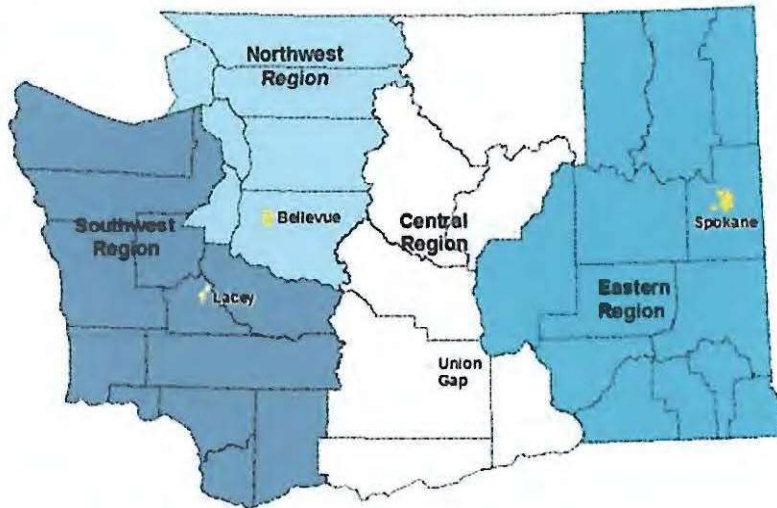 Northwest
Region
Bellevue
Southwest
Region
Lacey
Central
Region
Union
Gap
Spokane
Eastern
Region